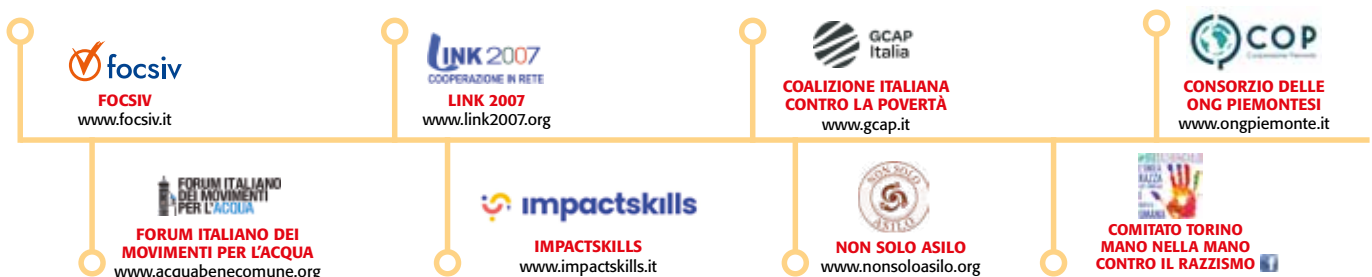 focsiv
FOCSIV
www.focsiv.it
LINK 2007
COOPERAZIONE IN RETE
LINK 2007
www.link2007.org
GCAP
Italia
COALIZIONE ITALIANA
CONTRO LA POVERTÀ
www.gcap.it
COP
CONSORZIO DELLE
ONG PIEMONTESI
www.ongpiemonte.it
FORUM ITALIANO
DEI MOVIMENTI
PER L'ACQUA
FORUM ITALIANO DEI
MOVIMENTI PER L'ACQUA
www.acquabenecomune.org
ımpactskılls
IMPACTSKILLS
www.impactskills.it
NON SOLO
ASILO
NON SOLO ASILO
www.nonsoloasilo.org
RAZZA
UMANA
COMITATO TORINO
MANO NELLA MANO
CONTRO IL RAZZISMO f